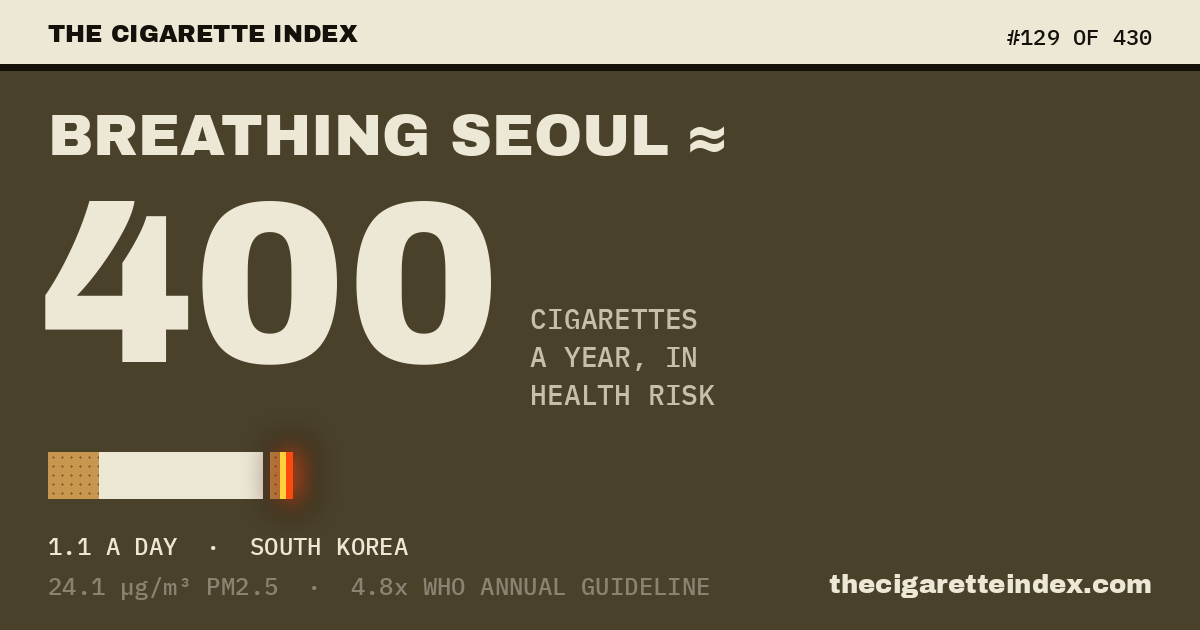 THE CIGARETTE INDEX
#129 OF 430
BREATHING SEOUL ≈
400
CIGARETTES
A YEAR, IN
HEALTH RISK
1.1 A DAY · SOUTH KOREA
24.1 µg/m³ PM2.5 · 4.8x WHO ANNUAL GUIDELINE
thecigaretteindex.com